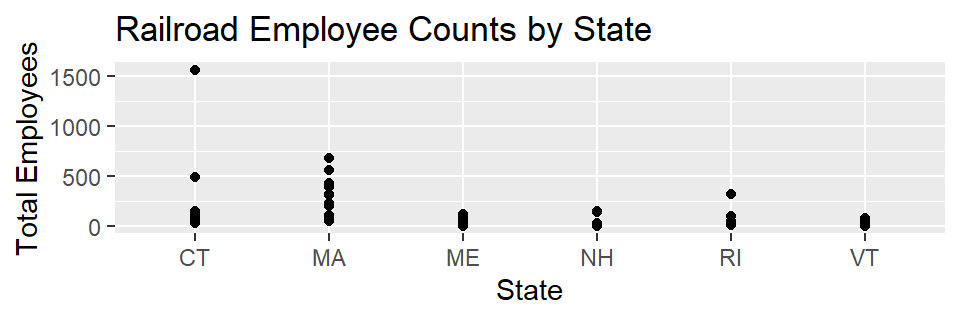 Railroad Employee Counts by State
Total Employees
1500
1000
500
0
CT MA ME NH RI VT
State